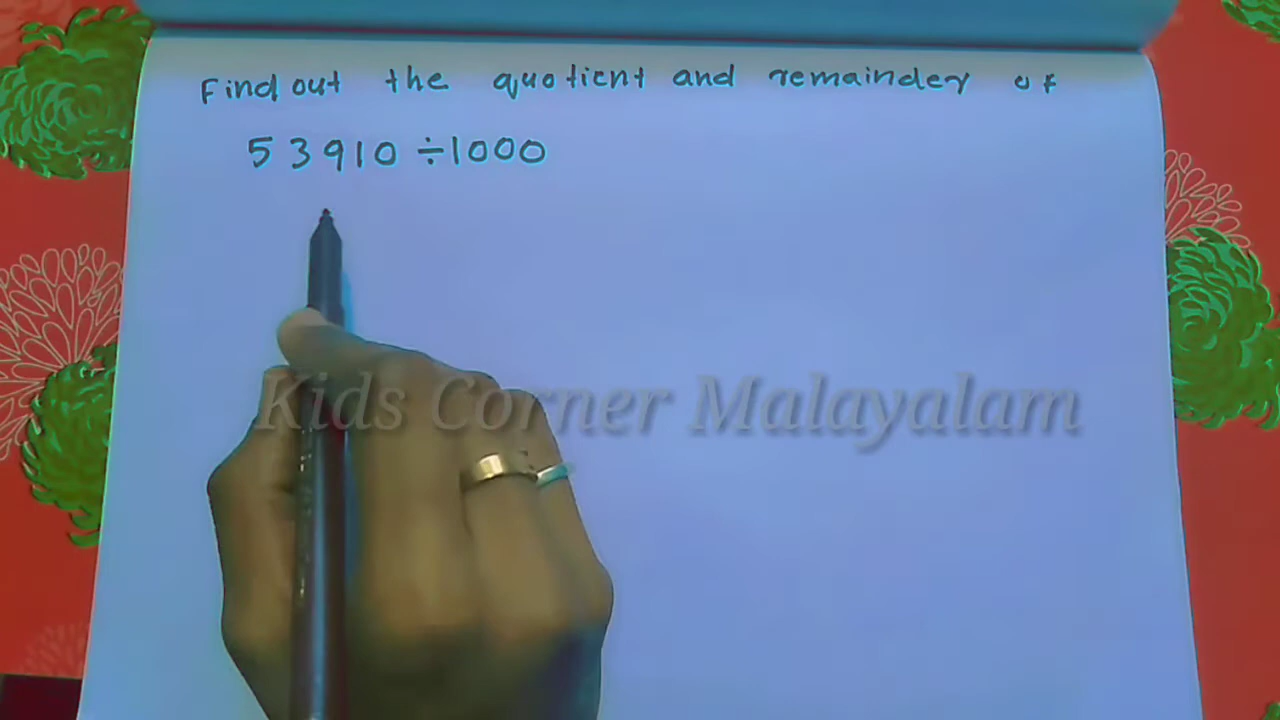 Find out the quotient and remainder of
53910 ÷ 1000
Kids Corner Malayalam